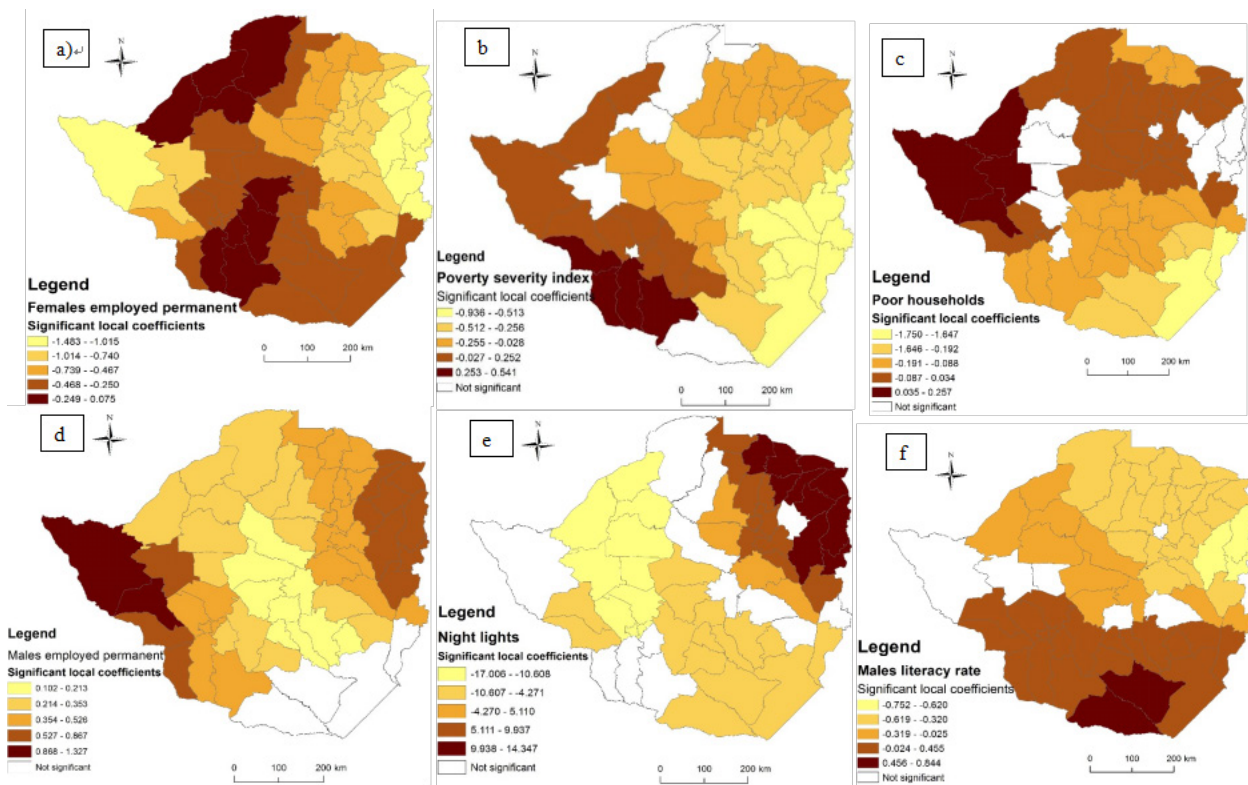 a)↵
N
Legend
Females employed permanent
Significant local coefficients
-1.483 - -1.015
-1.014 - -0.740
-0.739 - -0.467
-0.468 - -0.250
-0.249 - 0.075
0 100 200 km
b
N
Legend
Poverty severity index
Significant local coefficients
-0.936 - -0.513
-0.512 - -0.256
-0.255 - -0.028
-0.027 - 0.252
0.253 - 0.541
Not significant
0 100 200 km
c
N
Legend
Poor households
Significant local coefficients
-1.750 - -1.647
-1.646 - -0.192
-0.191 - -0.088
-0.087 - 0.034
0.035 - 0.257
Not significant
0 100 200 km
d
N
Legend
Males employed permanent
Significant local coefficients
0.102 - 0.213
0.214 - 0.353
0.354 - 0.526
0.527 - 0.867
0.868 - 1.327
Not significant
0 100 200 km
e
N
Legend
Night lights
Significant local coefficients
-17.006 - -10.608
-10.607 - -4.271
-4.270 - 5.110
5.111 - 9.937
9.938 - 14.347
Not significant
0 100 200 km
f
N
Legend
Males literacy rate
Significant local coefficients
-0.752 - -0.620
-0.619 - -0.320
-0.319 - -0.025
-0.024 - 0.455
0.456 - 0.844
Not significant
0 100 200 km